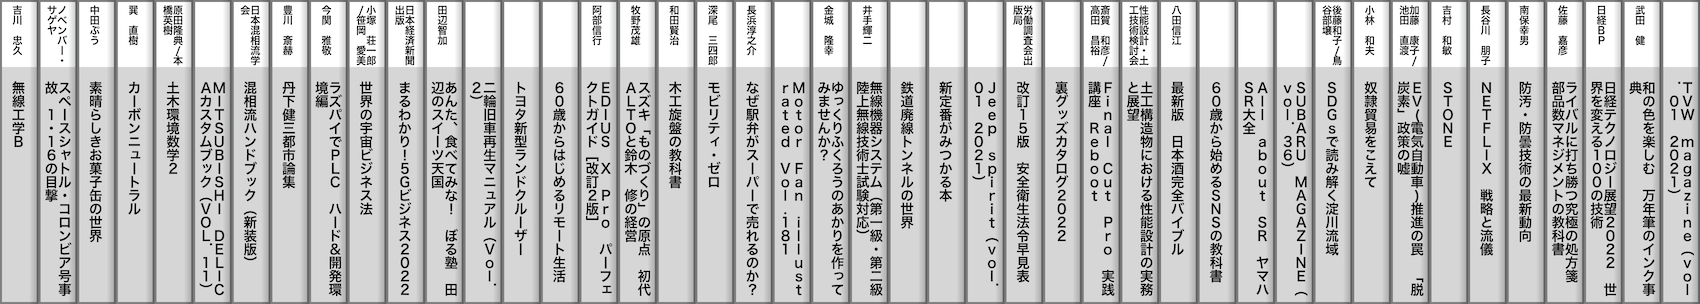 TVW magazine(vol
.01 2021)
武田 健
和の色を楽しむ 万年筆のインク事
典
日経BP
日経テクノロジー展望2022 世
界を変える100の技術
佐藤 嘉彦
ライバルに打ち勝つ究極の処方箋
部品数マネジメントの教科書
南保幸男
防汚・防曇技術の最新動向
長谷川 朋子
NETFLIX 戦略と流儀
吉村 和敏
STONE
加藤 康子/
池田 直渡
EV(電気自動車)推進の罠 「脱
炭素」政策の嘘
小林 和夫
奴隷貿易をこえて
後藤和子/鳥
谷部壌
SDGsで読み解く淀川流域
SUBARU MAGAZINE(
vol.36)
All about SR ヤマハ
SR大全
60歳から始めるSNSの教科書
八田信江
最新版 日本酒完全バイブル
性能設計・土
工技術検討会
土工構造物における性能設計の実務
と展望
斎賀 和彦/
高田 昌裕
Final Cut Pro 実践
講座 Reboot
裏グッズカタログ2022
労働調査会出
版局
改訂15版 安全衛生法令早見表
Jeep spirit(vol.
01 2021)
新定番がみつかる本
鉄道廃線トンネルの世界
井手輝二
無線機器システム(第一級・第二級
陸上無線技術士試験対応)
金城 隆幸
ゆっくりふくろうのあかりを作って
みませんか?
Motor Fan illust
rated Vol.181
長浜淳之介
なぜ駅弁がスーパーで売れるのか?
深尾 三四郎
モビリティ・ゼロ
和田賢治
木工旋盤の教科書
牧野茂雄
スズキ「ものづくり」の原点 初代
ALTOと鈴木 修の経営
阿部信行
EDIUS X Pro パーフェ
クトガイド [改訂2版]
60歳からはじめるリモート生活
トヨタ新型ランドクルーザー
二輪旧車再生マニュアル(Vol.
2)
田辺智加
あんた、食べてみな! ぼる塾 田
辺のスイーツ天国
日本経済新聞
出版
まるわかり!5Gビジネス2022
小塚 荘一郎
/笹岡 愛美
世界の宇宙ビジネス法
今関 雅敬
ラズパイでPLC ハード&開発環
境編
豊川 斎赫
丹下健三都市論集
日本混相流学
会
混相流ハンドブック(新装版)
MITSUBISHI DELIC
Aカスタムブック(VOL.11)
原田隆典/本
橋英樹
土木環境数学2
巽 直樹
カーボンニュートラル
中田ぷう
素晴らしきお菓子缶の世界
ノベンバー・
サゲヤ
スペースシャトル・コロンビア号事
故 1・16の目撃
吉川 忠久
無線工学B